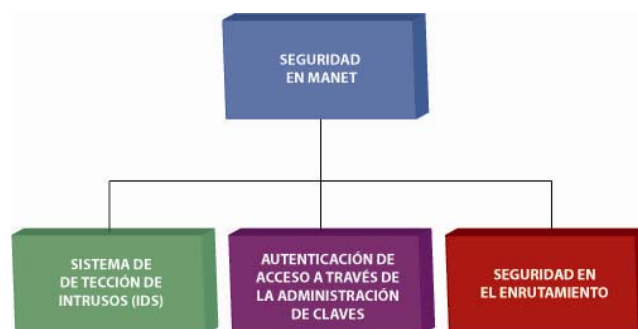 SEGURIDAD
EN MANET
SISTEMA DE
DE TECCIÓN DE
INTRUSOS (IDS)
AUTENTICACIÓN DE
ACCESO A TRAVÉS DE
LA ADMINISTRACIÓN
DE CLAVES
SEGURIDAD EN
EL ENRUTAMIENTO